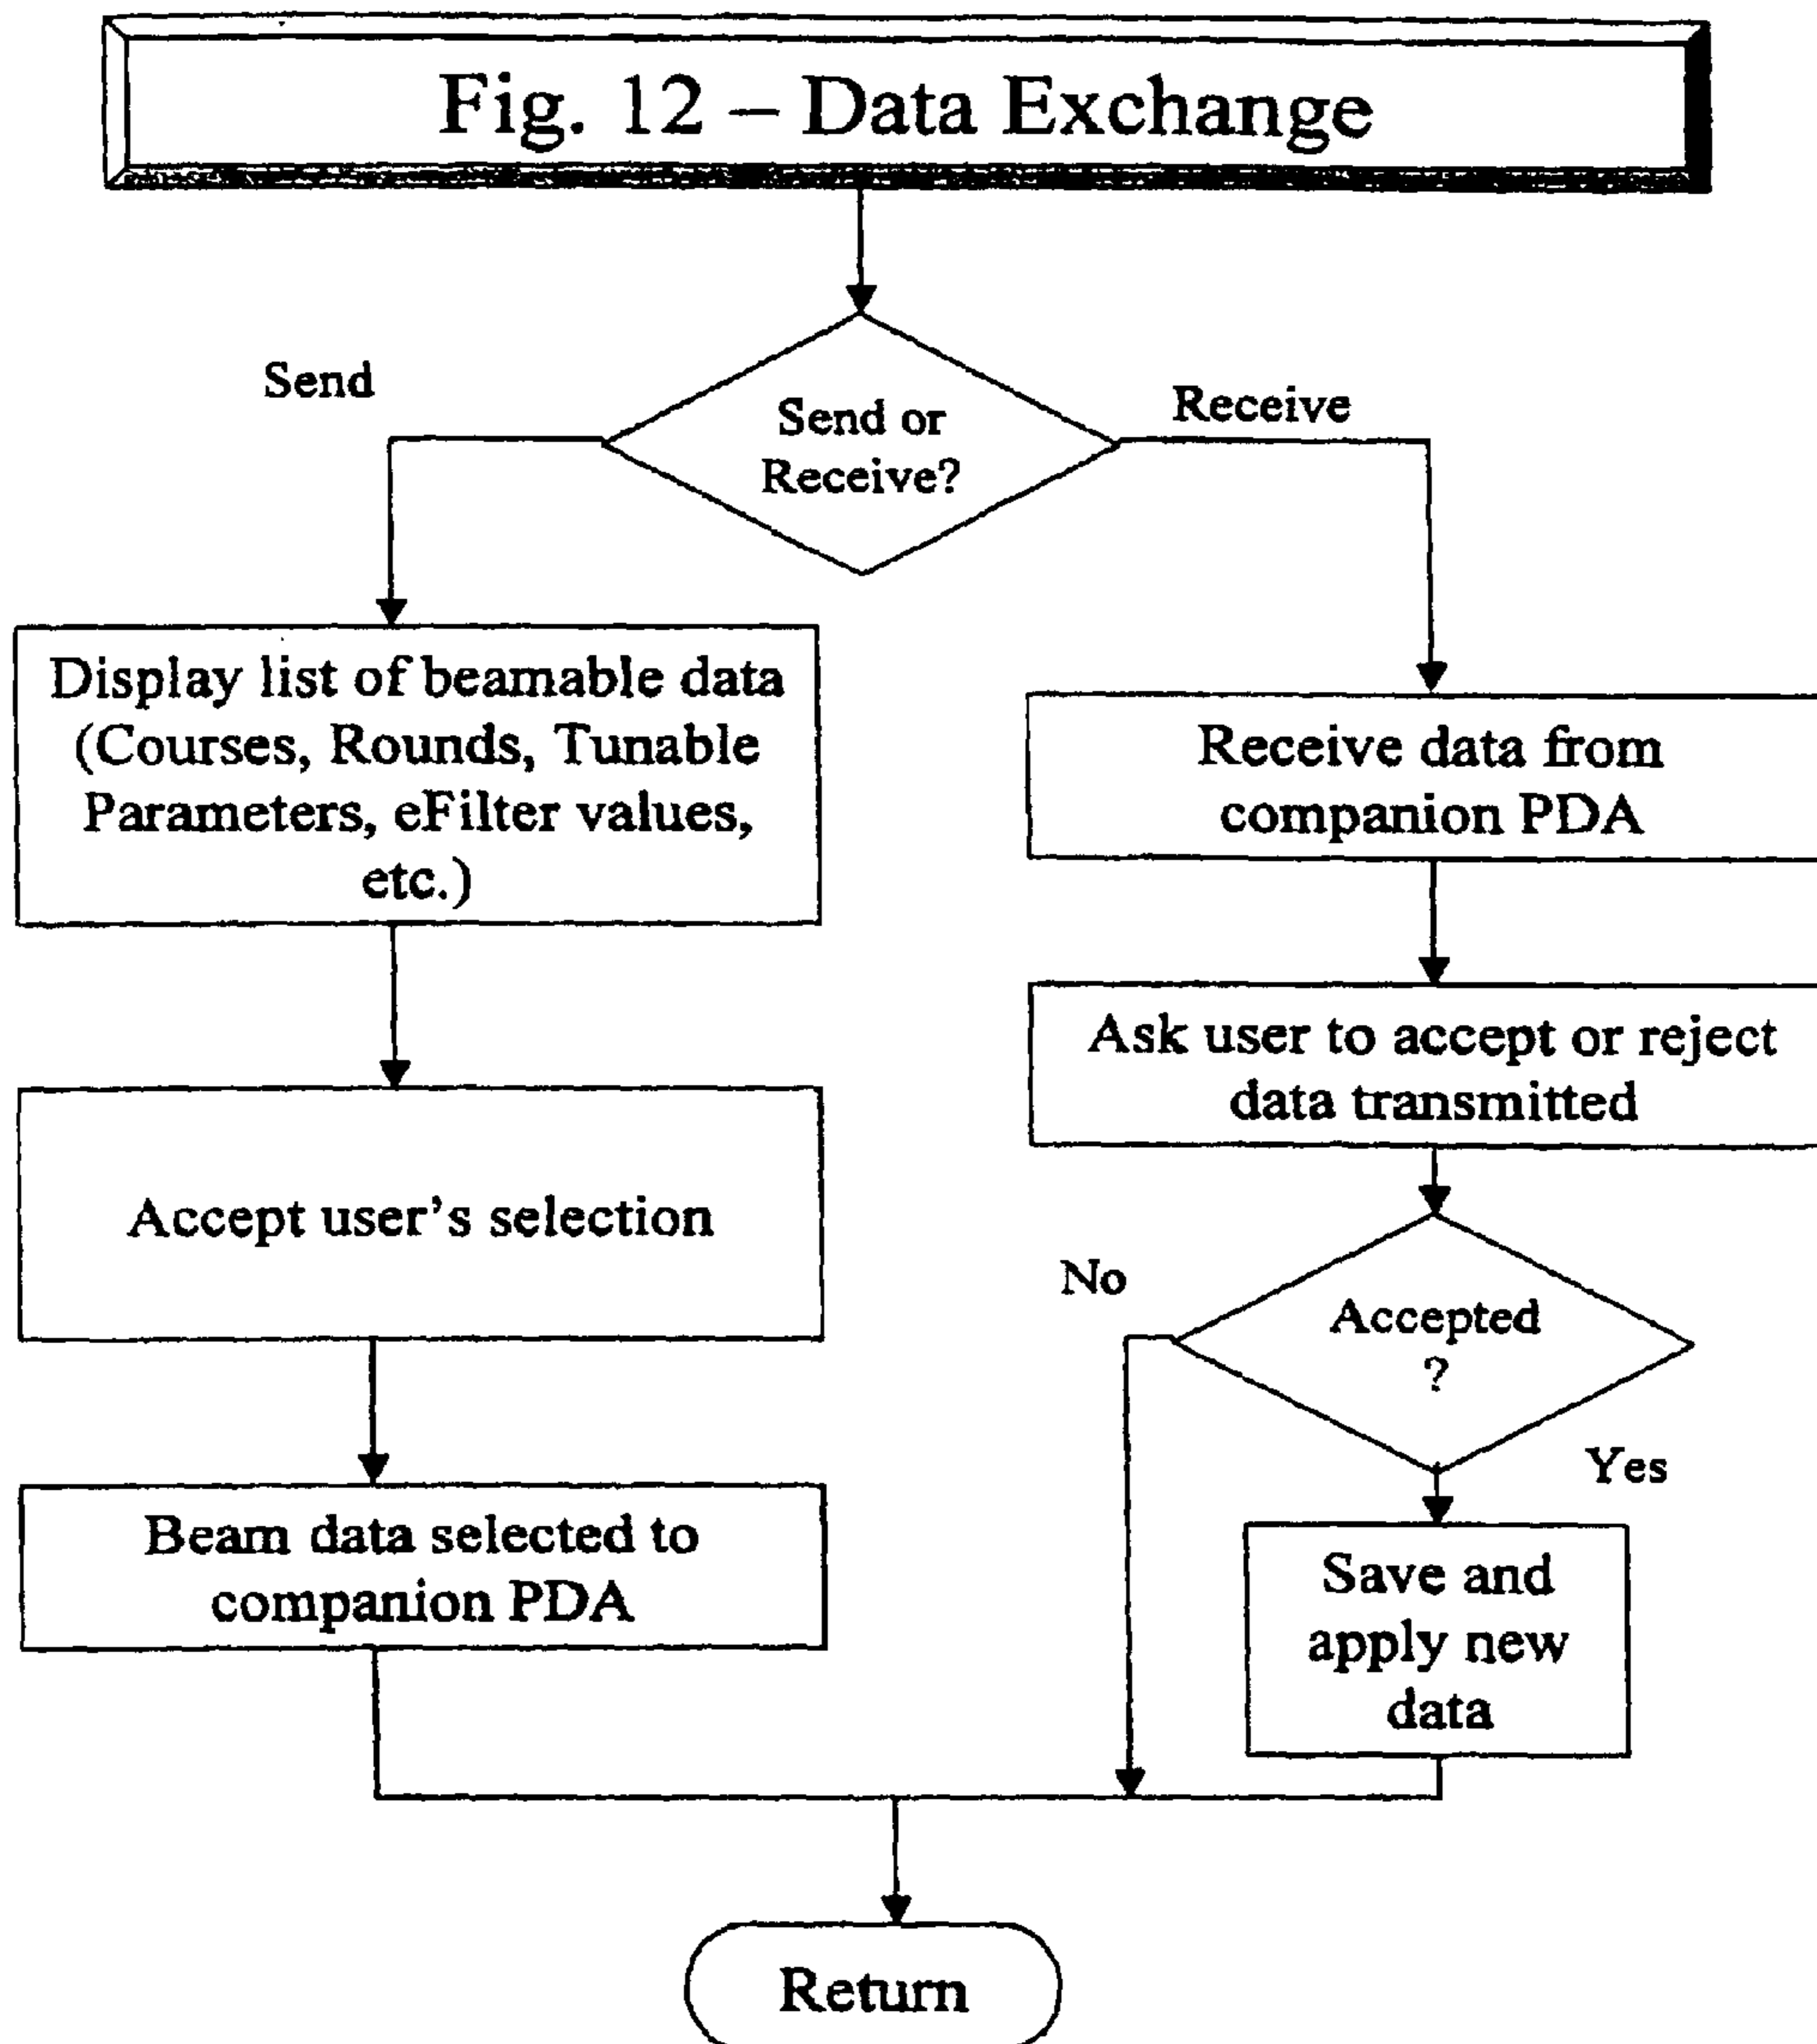 Fig. 12 – Data Exchange
Send
Send or
Receive?
Receive
Display list of beamable data
(Courses, Rounds, Tunable
Parameters, eFilter values,
etc.)
Accept user's selection
Beam data selected to
companion PDA
Receive data from
companion PDA
Ask user to accept or reject
data transmitted
No
Accepted
?
Yes
Save and
apply new
data
Return